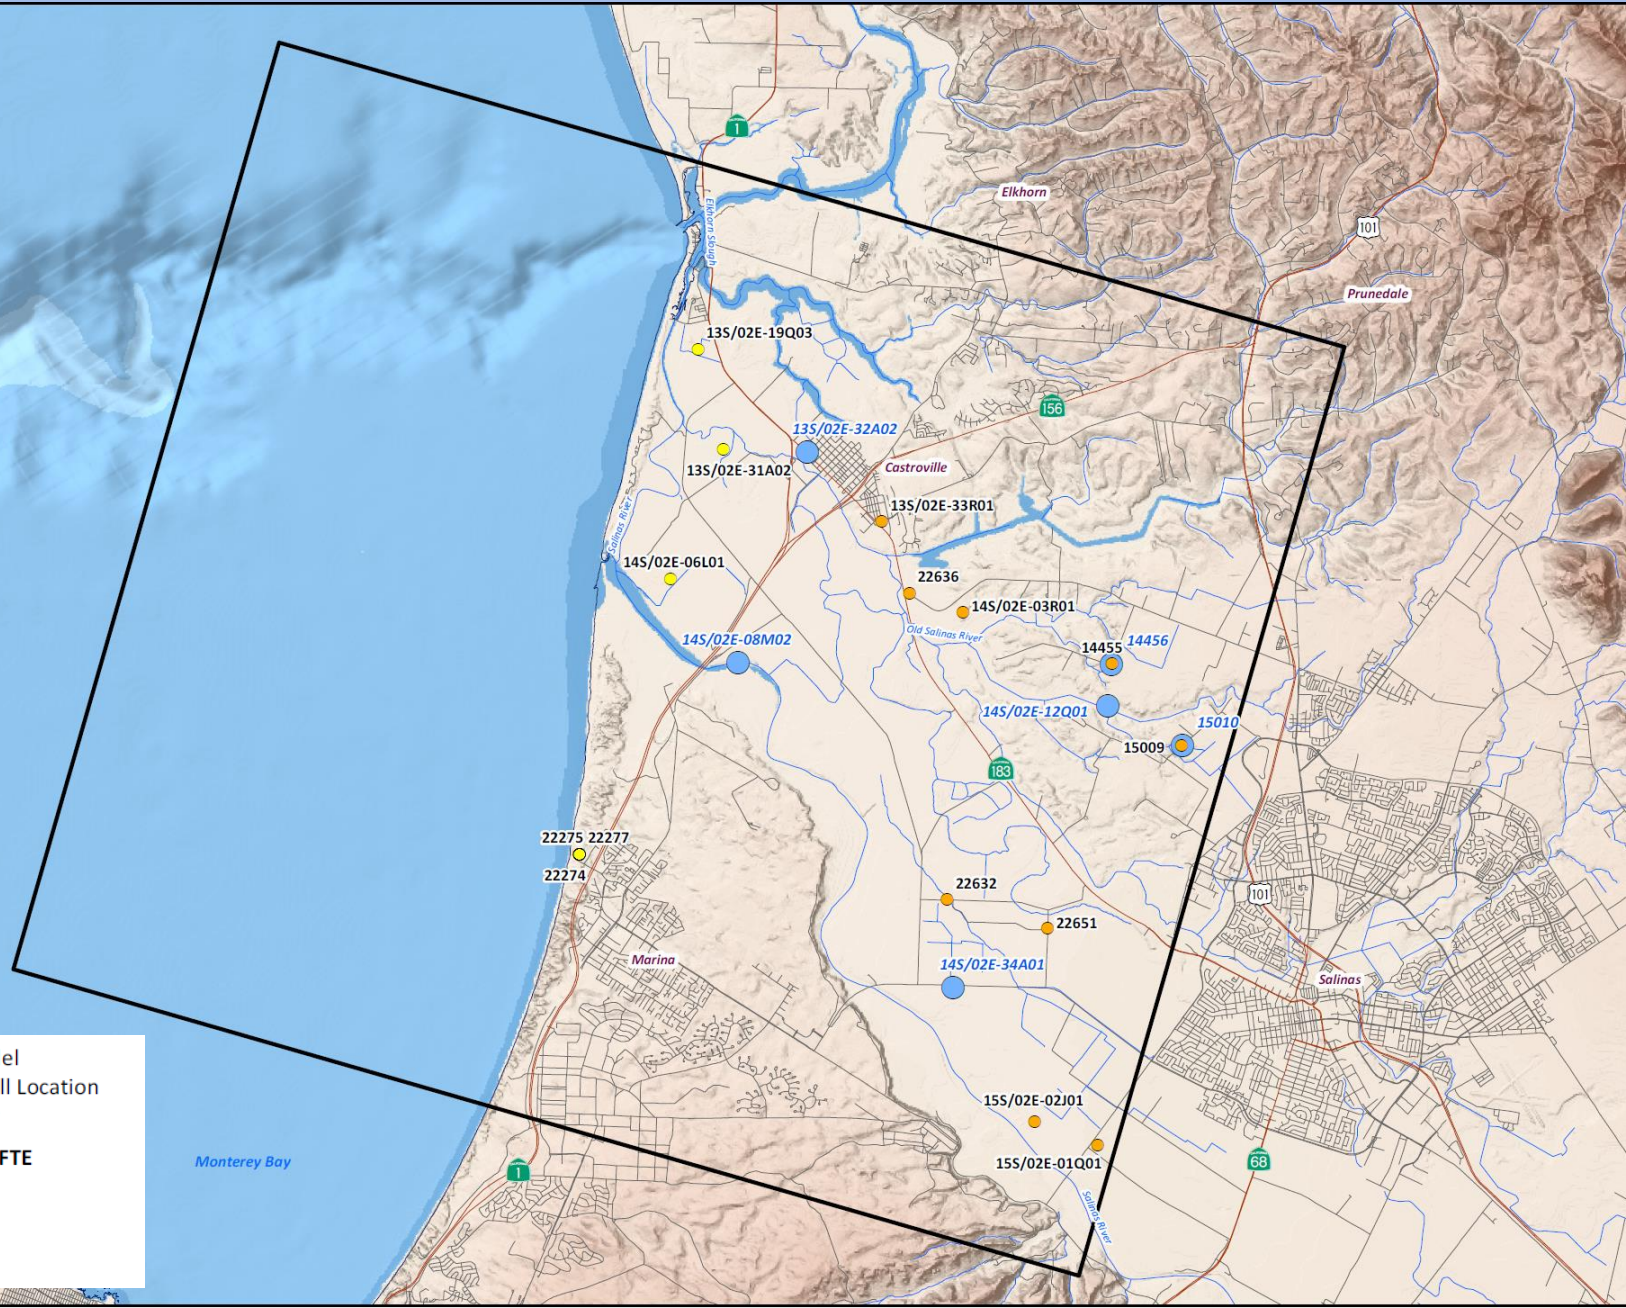 1
Elkhorn
101
Elkhorn Slough
Prunedale
13S/02E-19Q03
156
13S/02E-32A02
13S/02E-31A02
Castroville
13S/02E-33R01
Salinas River
14S/02E-06L01
22636
14S/02E-03R01
Old Salinas River
14S/02E-08M02
14455
14456
14S/02E-12Q01
15010
15009
183
22275 22277
22274
22632
101
22651
Marina
14S/02E-34A01
Salinas
el
ll Location
15S/02E-02J01
FTE
Monterey Bay
1
15S/02E-01Q01
68
Salinas River